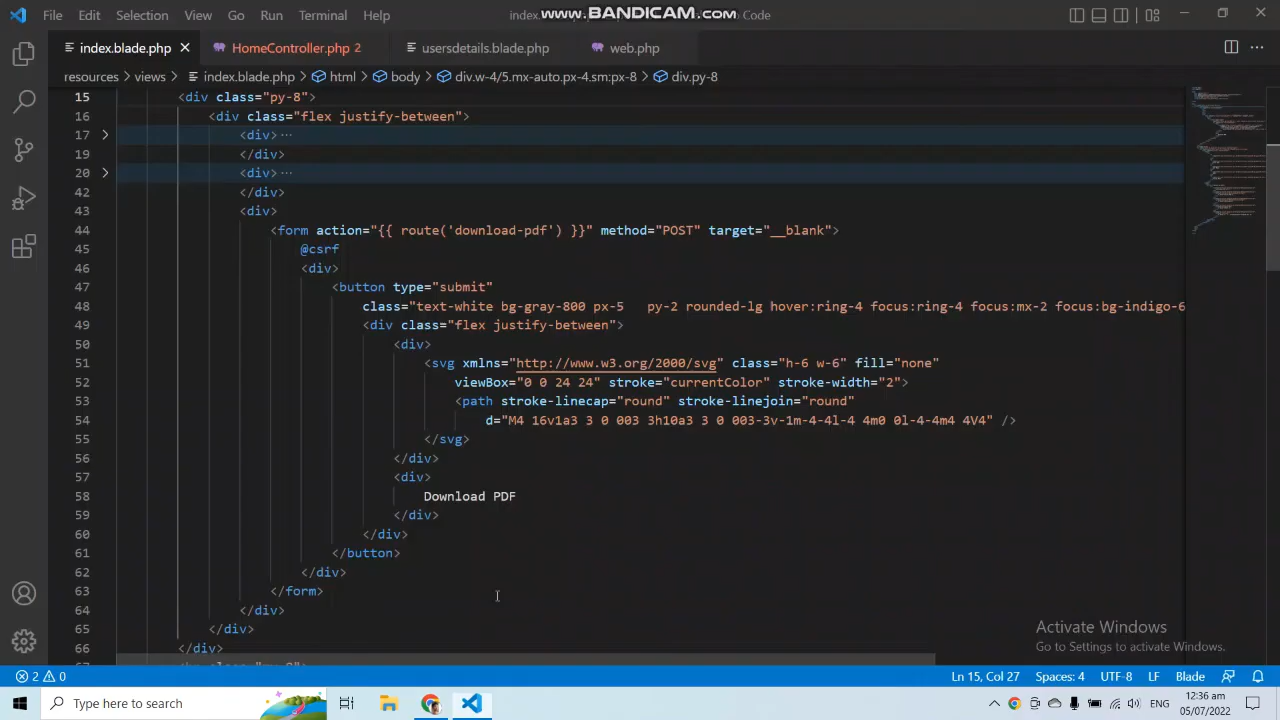 File Edit Selection View Go Run Terminal Help index. www.BANDICAM.com Code
index.blade.php HomeController.php 2 usersdetails.blade.php web.php
resources > views > index.blade.php > html > body > div.w-4/5.mx-auto.px-4.sm:px-8 > div.py-8
15 <div class="py-8">
16 <div class="flex justify-between">
17 <div> ···
19 </div>
20 <div> ···
42 </div>
43 <div>
44 <form action="{{ route('download-pdf') }}" method="POST" target="__blank">
45 @csrf
46 <div>
47 <button type="submit"
48 class="text-white bg-gray-800 px-5   py-2 rounded-lg hover:ring-4 focus:ring-4 focus:mx-2 focus:bg-indigo-6
49 <div class="flex justify-between">
50 <div>
51 <svg xmlns="http://www.w3.org/2000/svg" class="h-6 w-6" fill="none"
52 viewBox="0 0 24 24" stroke="currentColor" stroke-width="2">
53 <path stroke-linecap="round" stroke-linejoin="round"
54 d="M4 16v1a3 3 0 003 3h10a3 3 0 003-3v-1m-4-4l-4 4m0 0l-4-4m4 4V4" />
55 </svg>
56 </div>
57 <div>
58 Download PDF
59 </div>
60 </div>
61 </button>
62 </div>
63 </form>
64 </div>
65 </div>
66 </div>
Activate Windows
Go to Settings to activate Windows.
2 0 Ln 15, Col 27 Spaces: 4 UTF-8 LF Blade
Type here to search ENG 12:36 am
05/07/2022